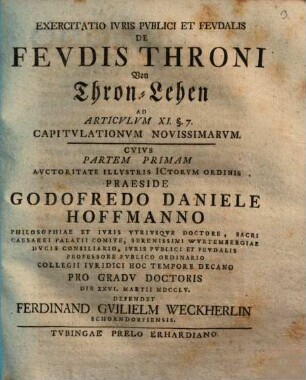 EXERCITATIO IVRIS PVBLICI ET FEVDALIS
DE
FEVDIS THRONI
Von
Thron-Lehen
AD
ARTICVLVM XI. §. 7.
CAPITVLATIONVM NOVISSIMARVM.
CVIVS
PARTEM PRIMAM
AVCTORITATE ILLVSTRIS ICTORVM ORDINIS
PRAESIDE
GODOFREDO DANIELE
HOFFMANNO
PHILOSOPHIAE ET IVRIS VTRIVSQVE DOCTORE, SACRI
CAESAREI PALATII COMITE, SERENISSIMI WVRTEMBERGIAE
DVCIS CONSILIARIO, IVRIS PVBLICI ET FEVDALIS
PROFESSORE PVBLICO ORDINARIO
COLLEGII IVRIDICI HOC TEMPORE DECANO
PRO GRADV DOCTORIS
DIE XXVI. MARTII MDCCLV.
DEFENDET
FERDINAND GVILIELM WECKHERLIN
SCHORNDORFIENSIS.
TVBINGAE PRELO ERHARDIANO.